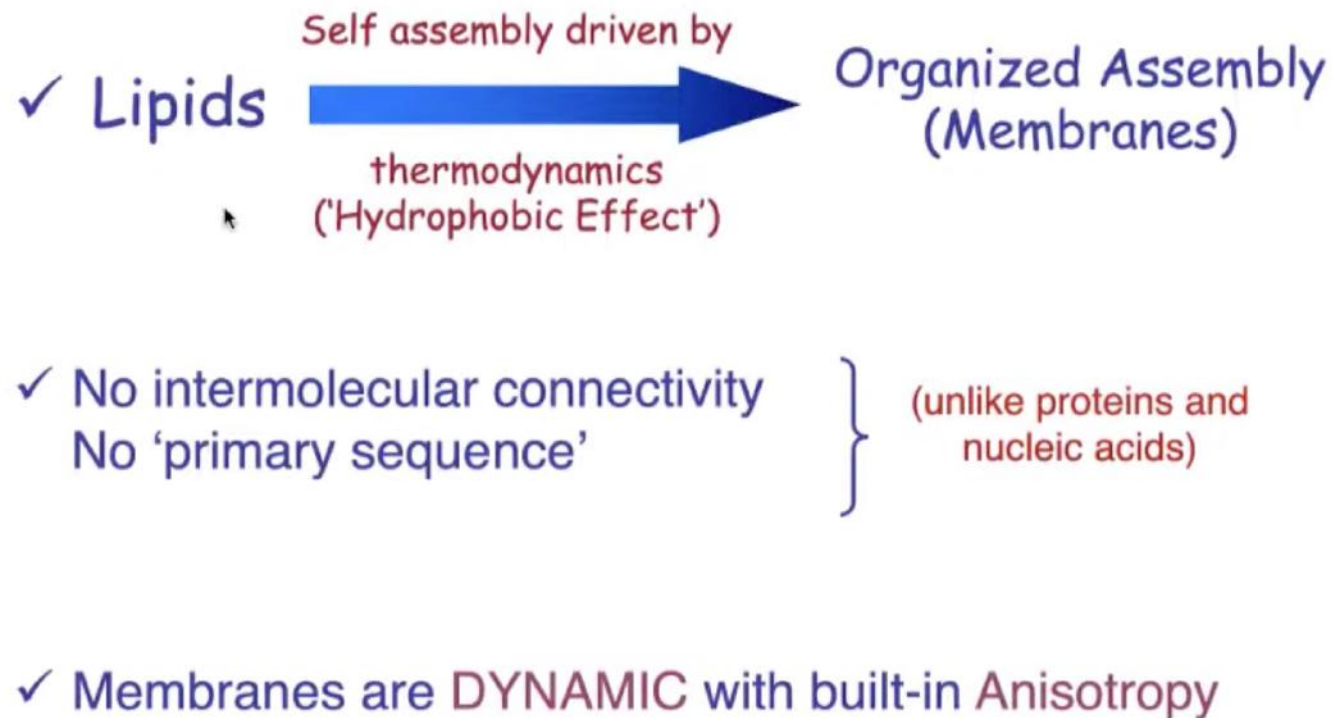 Self assembly driven by
✓ Lipids
Organized Assembly
(Membranes)
thermodynamics
(‘Hydrophobic Effect’)
✓ No intermolecular connectivity
No ‘primary sequence’
(unlike proteins and
nucleic acids)
✓ Membranes are DYNAMIC with built-in Anisotropy